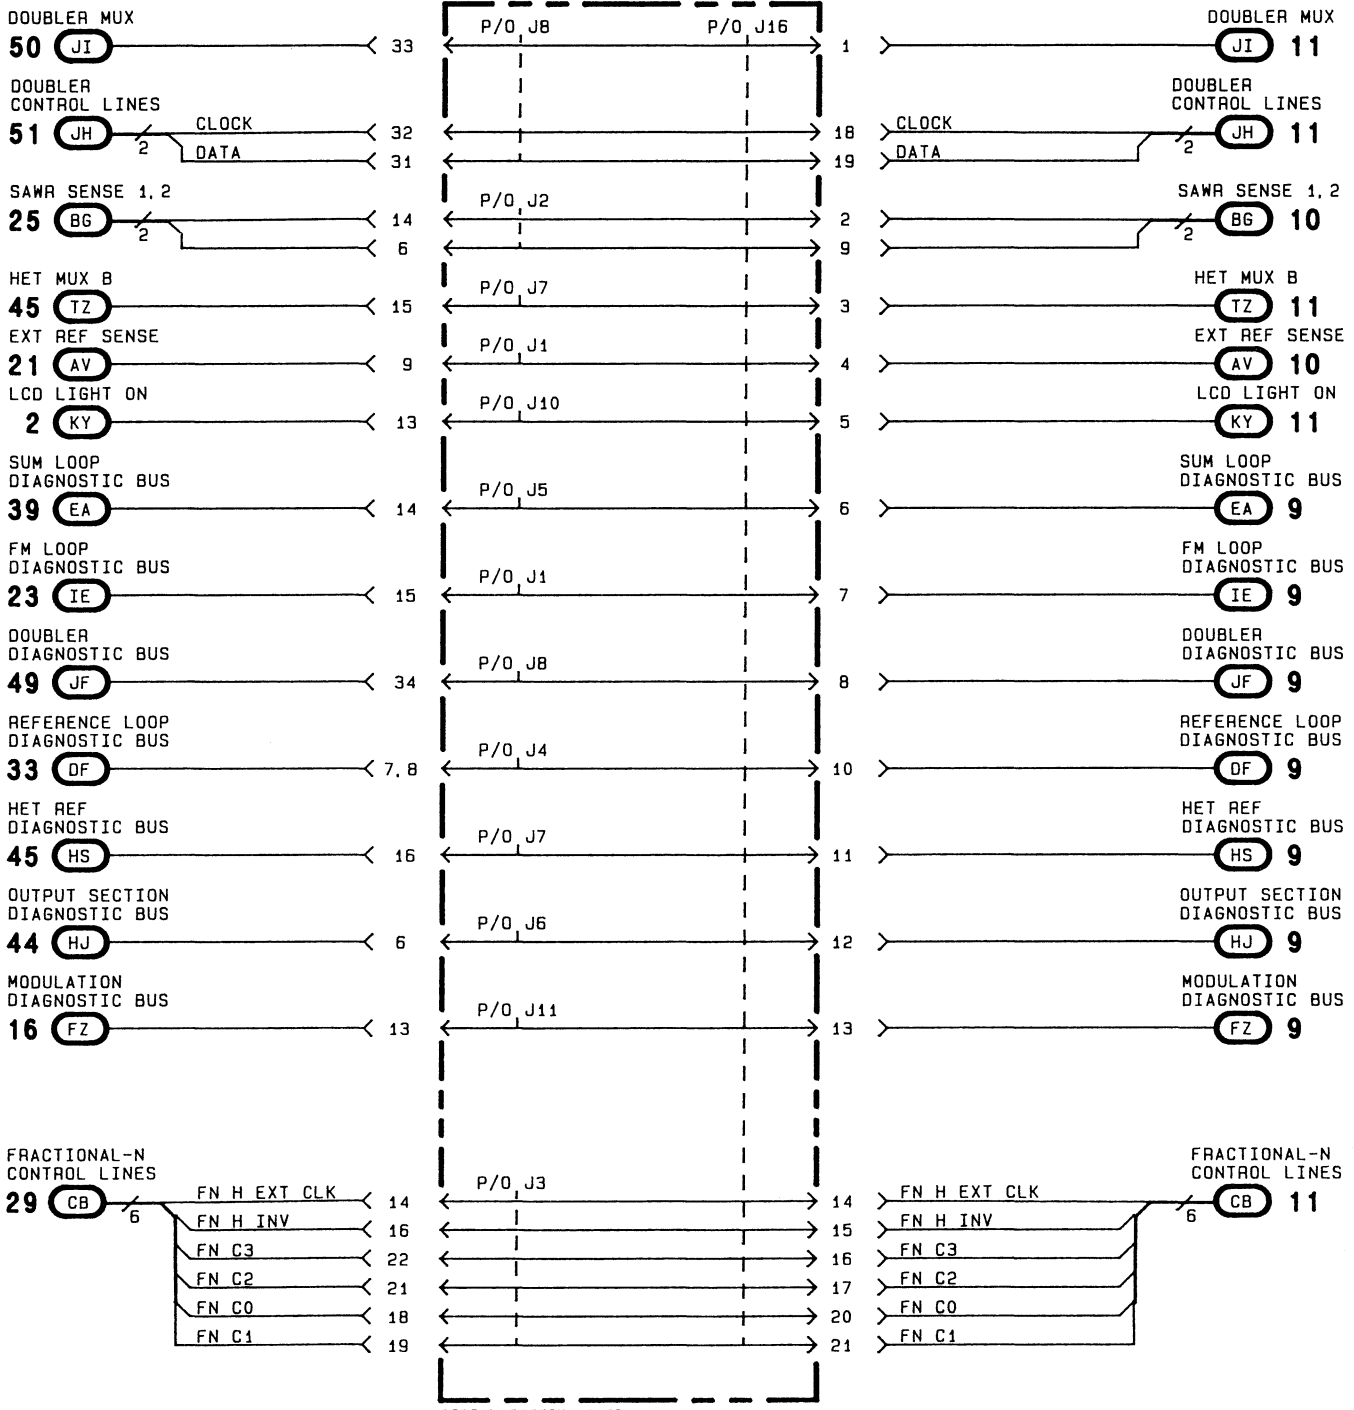 DOUBLER MUX
50 JI 33 P/O J8 P/O J16 1 DOUBLER MUX
JI 11
DOUBLER
CONTROL LINES
51 JH 2 CLOCK 32 18 CLOCK DOUBLER
CONTROL LINES
2 JH 11
DATA 31 19 DATA
SAWR SENSE 1,2
25 BG 2 14 P/O J2 2 SAWR SENSE 1,2
2 BG 10
6 9
HET MUX B
45 TZ 15 P/O J7 3 HET MUX B
TZ 11
EXT REF SENSE
21 AV 9 P/O J1 4 EXT REF SENSE
AV 10
LCD LIGHT ON
2 KY 13 P/O J10 5 LCD LIGHT ON
KY 11
SUM LOOP
DIAGNOSTIC BUS
39 EA 14 P/O J5 6 SUM LOOP
DIAGNOSTIC BUS
EA 9
FM LOOP
DIAGNOSTIC BUS
23 IE 15 P/O J1 7 FM LOOP
DIAGNOSTIC BUS
IE 9
DOUBLER
DIAGNOSTIC BUS
49 JF 34 P/O J8 8 DOUBLER
DIAGNOSTIC BUS
JF 9
REFERENCE LOOP
DIAGNOSTIC BUS
33 DF 7,8 P/O J4 10 REFERENCE LOOP
DIAGNOSTIC BUS
DF 9
HET REF
DIAGNOSTIC BUS
45 HS 16 P/O J7 11 HET REF
DIAGNOSTIC BUS
HS 9
OUTPUT SECTION
DIAGNOSTIC BUS
44 HJ 6 P/O J6 12 OUTPUT SECTION
DIAGNOSTIC BUS
HJ 9
MODULATION
DIAGNOSTIC BUS
16 FZ 13 P/O J11 13 MODULATION
DIAGNOSTIC BUS
FZ 9
FRACTIONAL-N
CONTROL LINES
29 CB 6 FN H EXT CLK 14 P/O J3 14 FN H EXT CLK FRACTIONAL-N
CONTROL LINES
6 CB 11
FN H INV 16 15 FN H INV
FN C3 22 16 FN C3
FN C2 21 17 FN C2
FN C0 18 20 FN C0
FN C1 19 21 FN C1